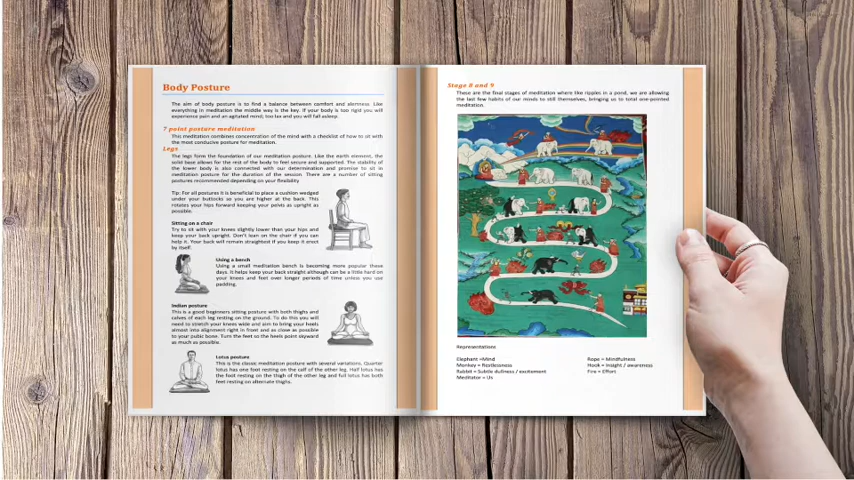 Body Posture
The aim of body posture is to find a balance between comfort and alertness. Like
everything in meditation the middle way is the key. If your body is too rigid you will
experience pain and an agitated mind; too lax and you will fall asleep.
7 point posture meditation
This meditation combines concentration of the mind with a checklist of how to sit with
the most conducive posture for meditation.
Legs
The legs form the foundation of our meditation posture. Like the earth element, the
solid base allows for the rest of the body to feel secure and supported. The stability of
the lower body is also connected with our determination and promise to sit in
meditation posture for the duration of the session. There are a number of sitting
postures recommended depending on your flexibility.
Tip: For all postures it is beneficial to place a cushion wedged
under your buttocks so you are higher at the back. This
rotates your hips forward keeping your pelvis as upright as
possible.
Sitting on a chair
Try to sit with your knees slightly lower than your hips and
keep your back upright. Don't lean on the chair if you can
help it. Your back will remain straightest if you keep it erect
by itself.
Using a bench
Using a small meditation bench is becoming more popular these
days. It helps keep your back straight although can be a little hard on
your knees and feet over longer periods of time unless you use
padding.
Indian posture
This is a good beginners sitting posture with both thighs and
calves of each leg resting on the ground. To do this you will
need to stretch your knees wide and aim to bring your heels
almost into alignment right in front and as close as possible
to your pubic bone. Turn the feet so the heels point skyward
as much as possible.
Lotus posture
This is the classic meditation posture with several variations. Quarter
lotus has one foot resting on the calf of the other leg. Half lotus has
the foot resting on the thigh of the other leg and full lotus has both
feet resting on alternate thighs.
Stage 8 and 9
These are the final stages of meditation where like ripples in a pond, we are allowing
the last few habits of our minds to still themselves, bringing us to total one-pointed
meditation.
Representations
Elephant =Mind
Monkey = Restlessness
Rabbit = Subtle dullness / excitement
Meditator = Us
Rope = Mindfulness
Hook = Insight / awareness
Fire = Effort